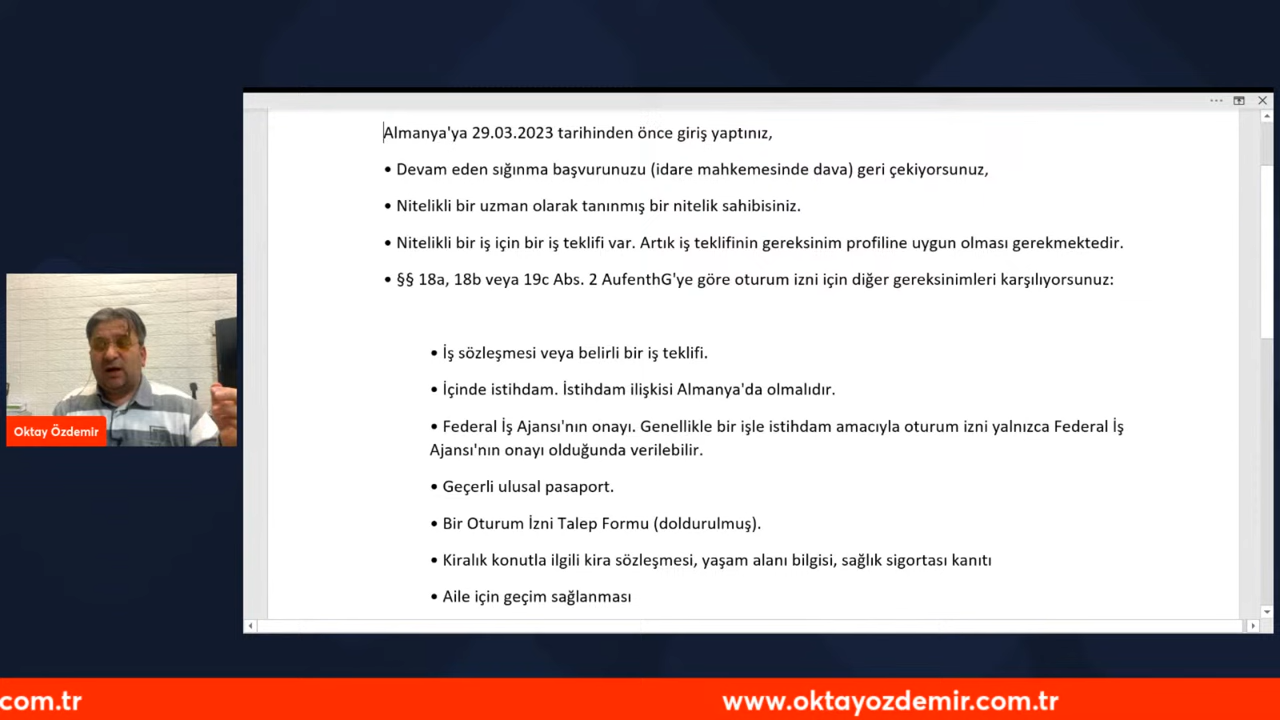 Almanya'ya 29.03.2023 tarihinden önce giriş yaptınız,
• Devam eden sığınma başvurunuzu (idare mahkemesinde dava) geri çekiyorsunuz,
• Nitelikli bir uzman olarak tanınmış bir nitelik sahibisiniz.
• Nitelikli bir iş için bir iş teklifi var. Artık iş teklifinin gereksinim profiline uygun olması gerekmektedir.
• §§ 18a, 18b veya 19c Abs. 2 AufenthG'ye göre oturum izni için diğer gereksinimleri karşılıyorsunuz:
• İş sözleşmesi veya belirli bir iş teklifi.
• İçinde istihdam. İstihdam ilişkisi Almanya'da olmalıdır.
• Federal İş Ajansı'nın onayı. Genellikle bir işle istihdam amacıyla oturum izni yalnızca Federal İş
Ajansı'nın onayı olduğunda verilebilir.
• Geçerli ulusal pasaport.
• Bir Oturum İzni Talep Formu (doldurulmuş).
• Kiralık konutla ilgili kira sözleşmesi, yaşam alanı bilgisi, sağlık sigortası kanıtı
• Aile için geçim sağlanması
Oktay Özdemir
com.tr
www.oktayozdemir.com.tr